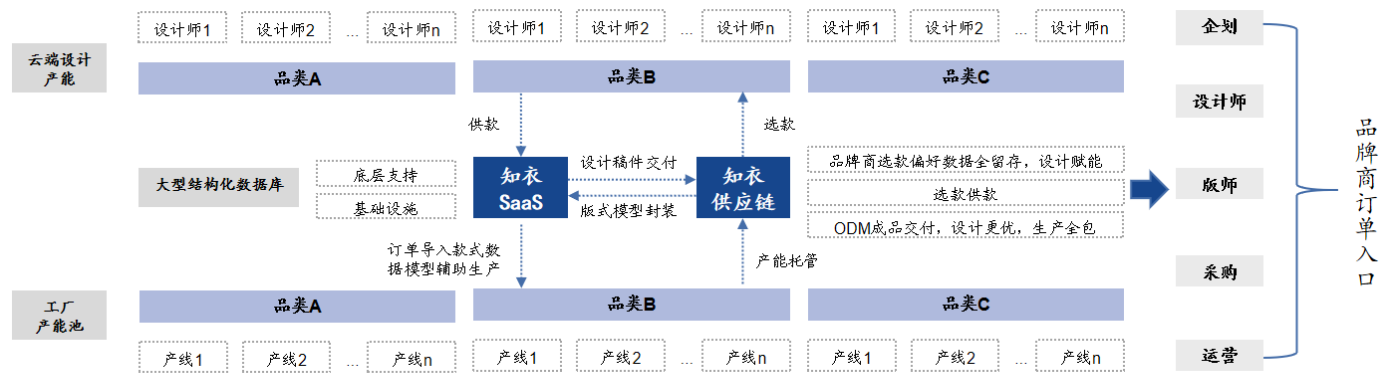 设计师1 设计师2 ... 设计师n 设计师1 设计师2 ... 设计师n 设计师1 设计师2 ... 设计师n 企划
云端设计
产能
品类A 品类B 品类C
设计师
供款 选款
大型结构化数据库
底层支持
基础设施
知衣
SaaS
设计稿件交付
版式模型封装
知衣
供应链
品牌商选款偏好数据全留存，设计赋能
选款供款
ODM成品交付，设计更优，生产全包
版师
品牌商订单入口
订单导入款式数
据模型辅助生产
产能托管
采购
工厂
产能池
品类A 品类B 品类C
产线1 产线2 ... 产线n 产线1 产线2 ... 产线n 产线1 产线2 ... 产线n 运营